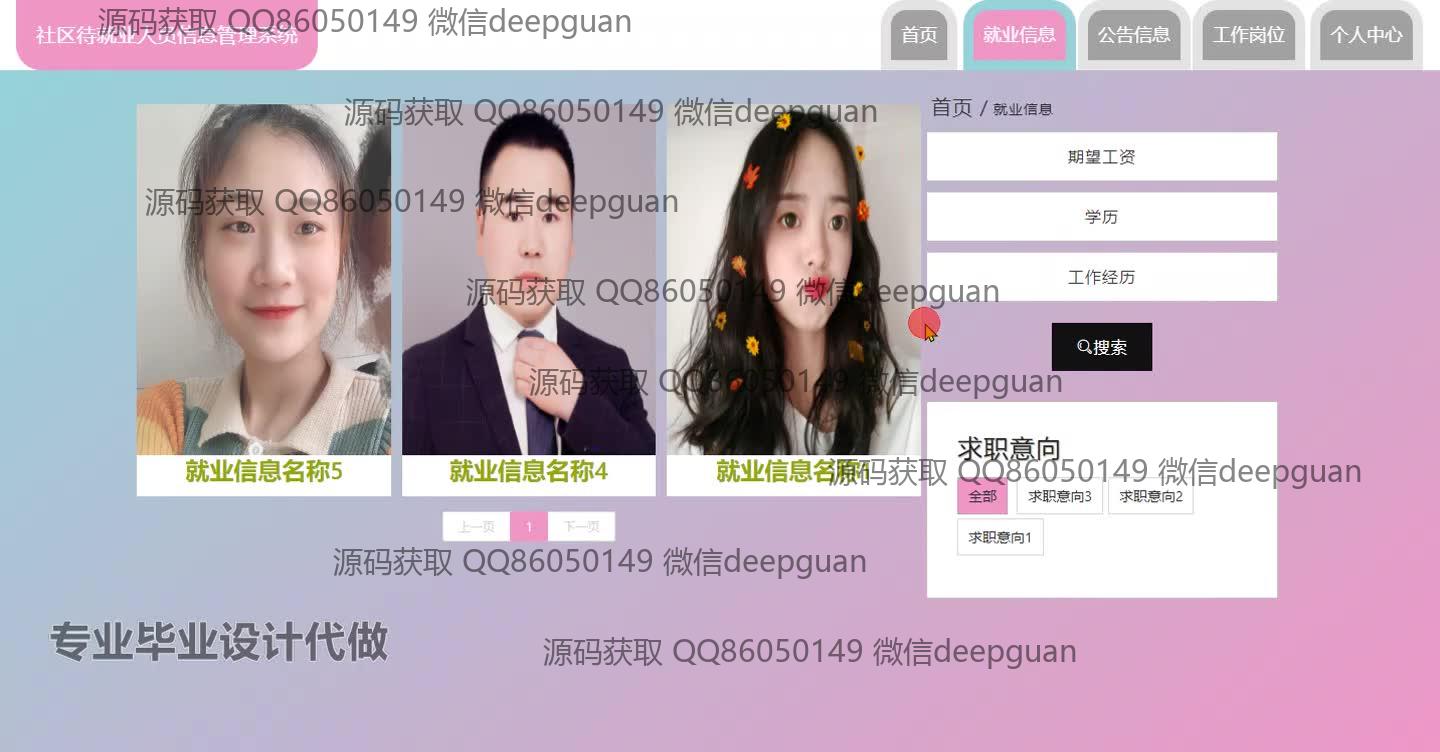 社区待就业人员信息管理系统
源码获取 QQ86050149 微信deepguan
首页
就业信息
公告信息
工作岗位
个人中心
源码获取 QQ86050149 微信deepguan
首页 / 就业信息
期望工资
源码获取 QQ86050149 微信deepguan
学历
工作经历
源码获取 QQ86050149 微信deepguan
搜索
源码获取 QQ86050149 微信deepguan
就业信息名称5
就业信息名称4
就业信息名称
求职意向
源码获取 QQ86050149 微信deepguan
全部
求职意向3
求职意向2
求职意向1
上一页
1
下一页
源码获取 QQ86050149 微信deepguan
专业毕业设计代做
源码获取 QQ86050149 微信deepguan